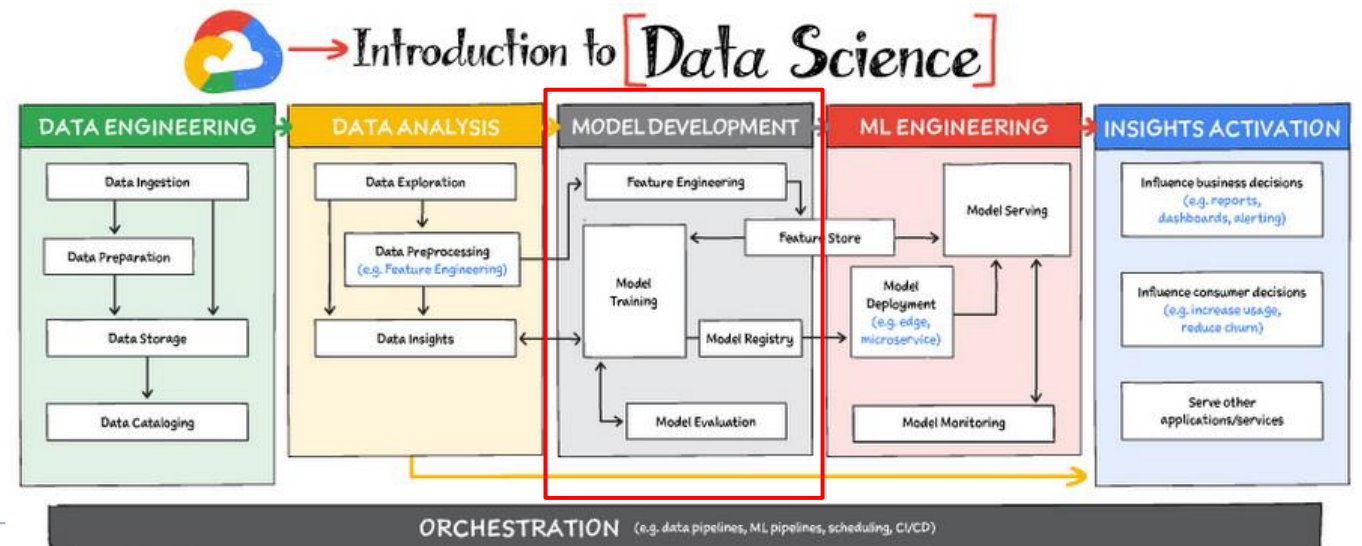 Introduction to [Data Science]
DATA ENGINEERING
Data Ingestion
Data Preparation
Data Storage
Data Cataloging
DATA ANALYSIS
Data Exploration
Data Preprocessing
(e.g. Feature Engineering)
Data Insights
MODEL DEVELOPMENT
Feature Engineering
Feature Store
Model
Training
Model Registry
Model Evaluation
ML ENGINEERING
Model Serving
Model
Deployment
(e.g. edge,
microservice)
Model Monitoring
INSIGHTS ACTIVATION
Influence business decisions
(e.g. reports,
dashboards, alerting)
Influence consumer decisions
(e.g. increase usage,
reduce churn)
Serve other
applications/services
ORCHESTRATION (e.g. data pipelines, ML pipelines, scheduling, CI/CD)